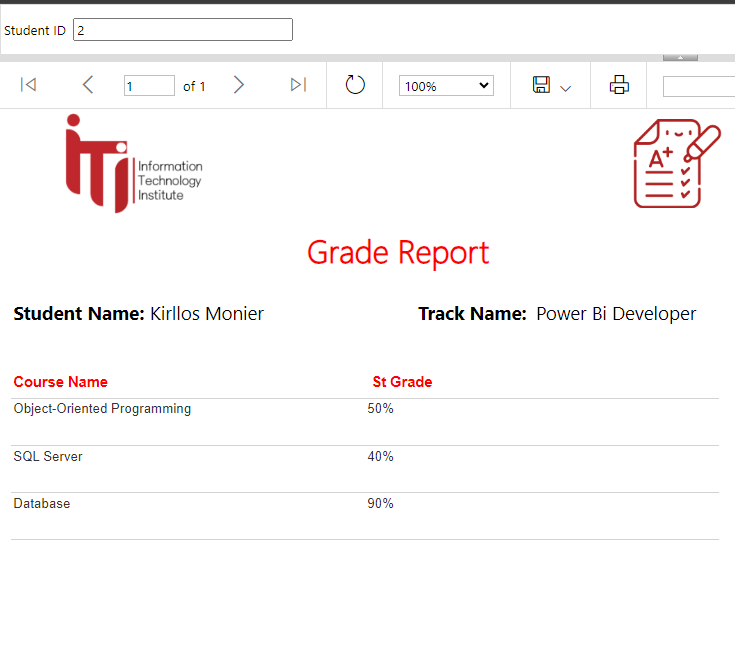 Student ID 2
1 of 1 100%
iTi Information
Technology
Institute
A+
Grade Report
Student Name: Kirllos Monier Track Name: Power Bi Developer
Course Name St Grade
Object-Oriented Programming 50%
SQL Server 40%
Database 90%